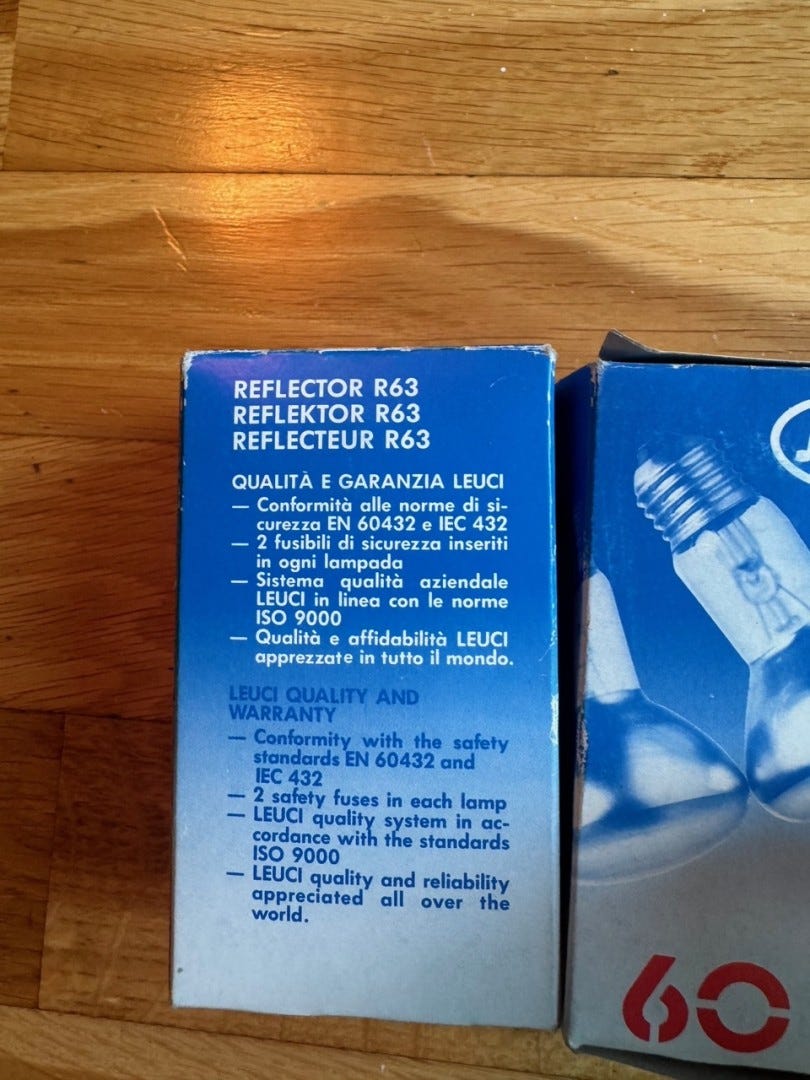 REFLECTOR R63
REFLEKTOR R63
REFLECTEUR R63
QUALITÀ E GARANZIA LEUCI
— Conformità alle norme di si-
curezza EN 60432 e IEC 432
— 2 fusibili di sicurezza inseriti
in ogni lampada
— Sistema qualità aziendale
LEUCI in linea con le norme
ISO 9000
— Qualità e affidabilità LEUCI
apprezzate in tutto il mondo.
LEUCI QUALITY AND
WARRANTY
— Conformity with the safety
standards EN 60432 and
IEC 432
— 2 safety fuses in each lamp
— LEUCI quality system in ac-
cordance with the standards
ISO 9000
— LEUCI quality and reliability
appreciated all over the
world.
60